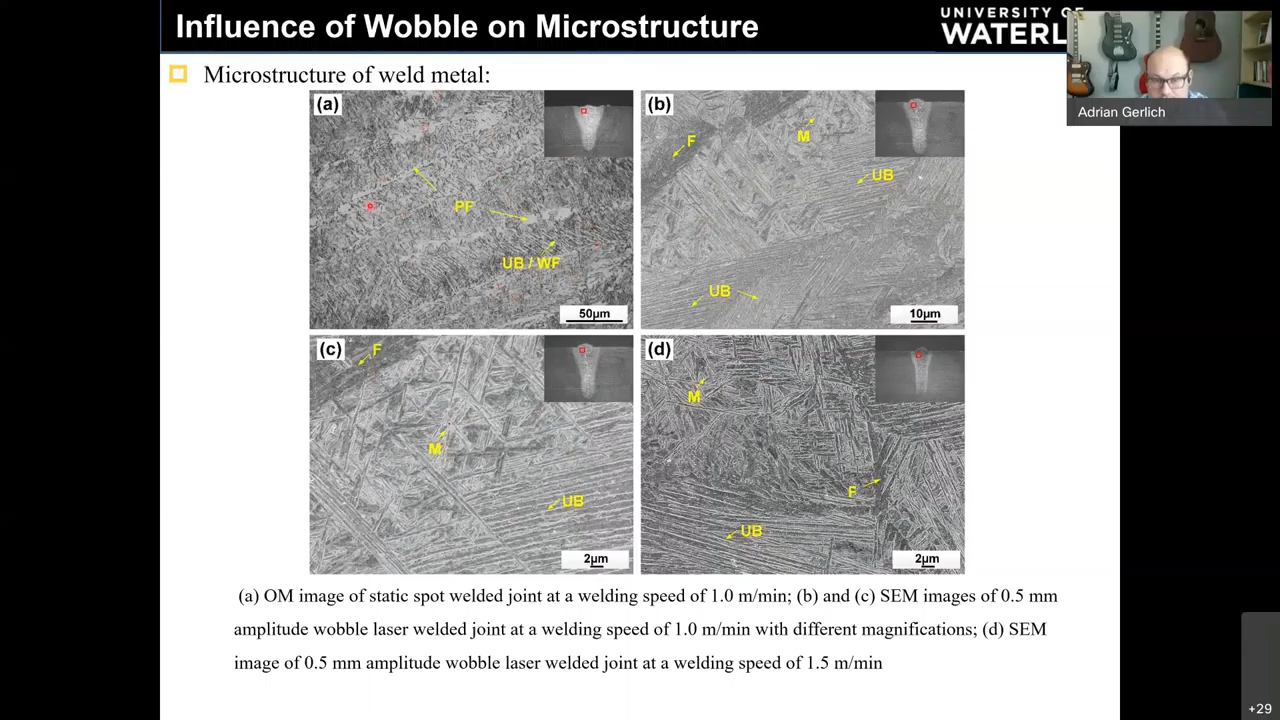 Influence of Wobble on Microstructure
UNIVERSITY OF
WATERL
Adrian Gerlich
Microstructure of weld metal:
(a)
PF
UB / WF
50µm
(b)
F
M
UB
UB
10µm
(c)
F
M
UB
2µm
(d)
M
F
UB
2µm
(a) OM image of static spot welded joint at a welding speed of 1.0 m/min; (b) and (c) SEM images of 0.5 mm
amplitude wobble laser welded joint at a welding speed of 1.0 m/min with different magnifications; (d) SEM
image of 0.5 mm amplitude wobble laser welded joint at a welding speed of 1.5 m/min
+29